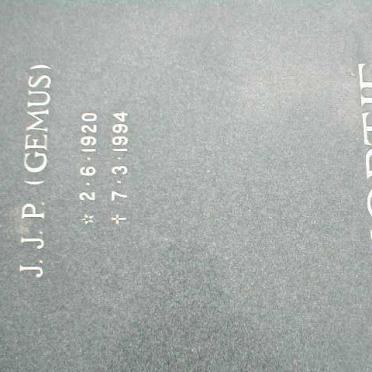 J. J. P. (GEMUS)
☆ 2·6·1920
† 7·3·1994